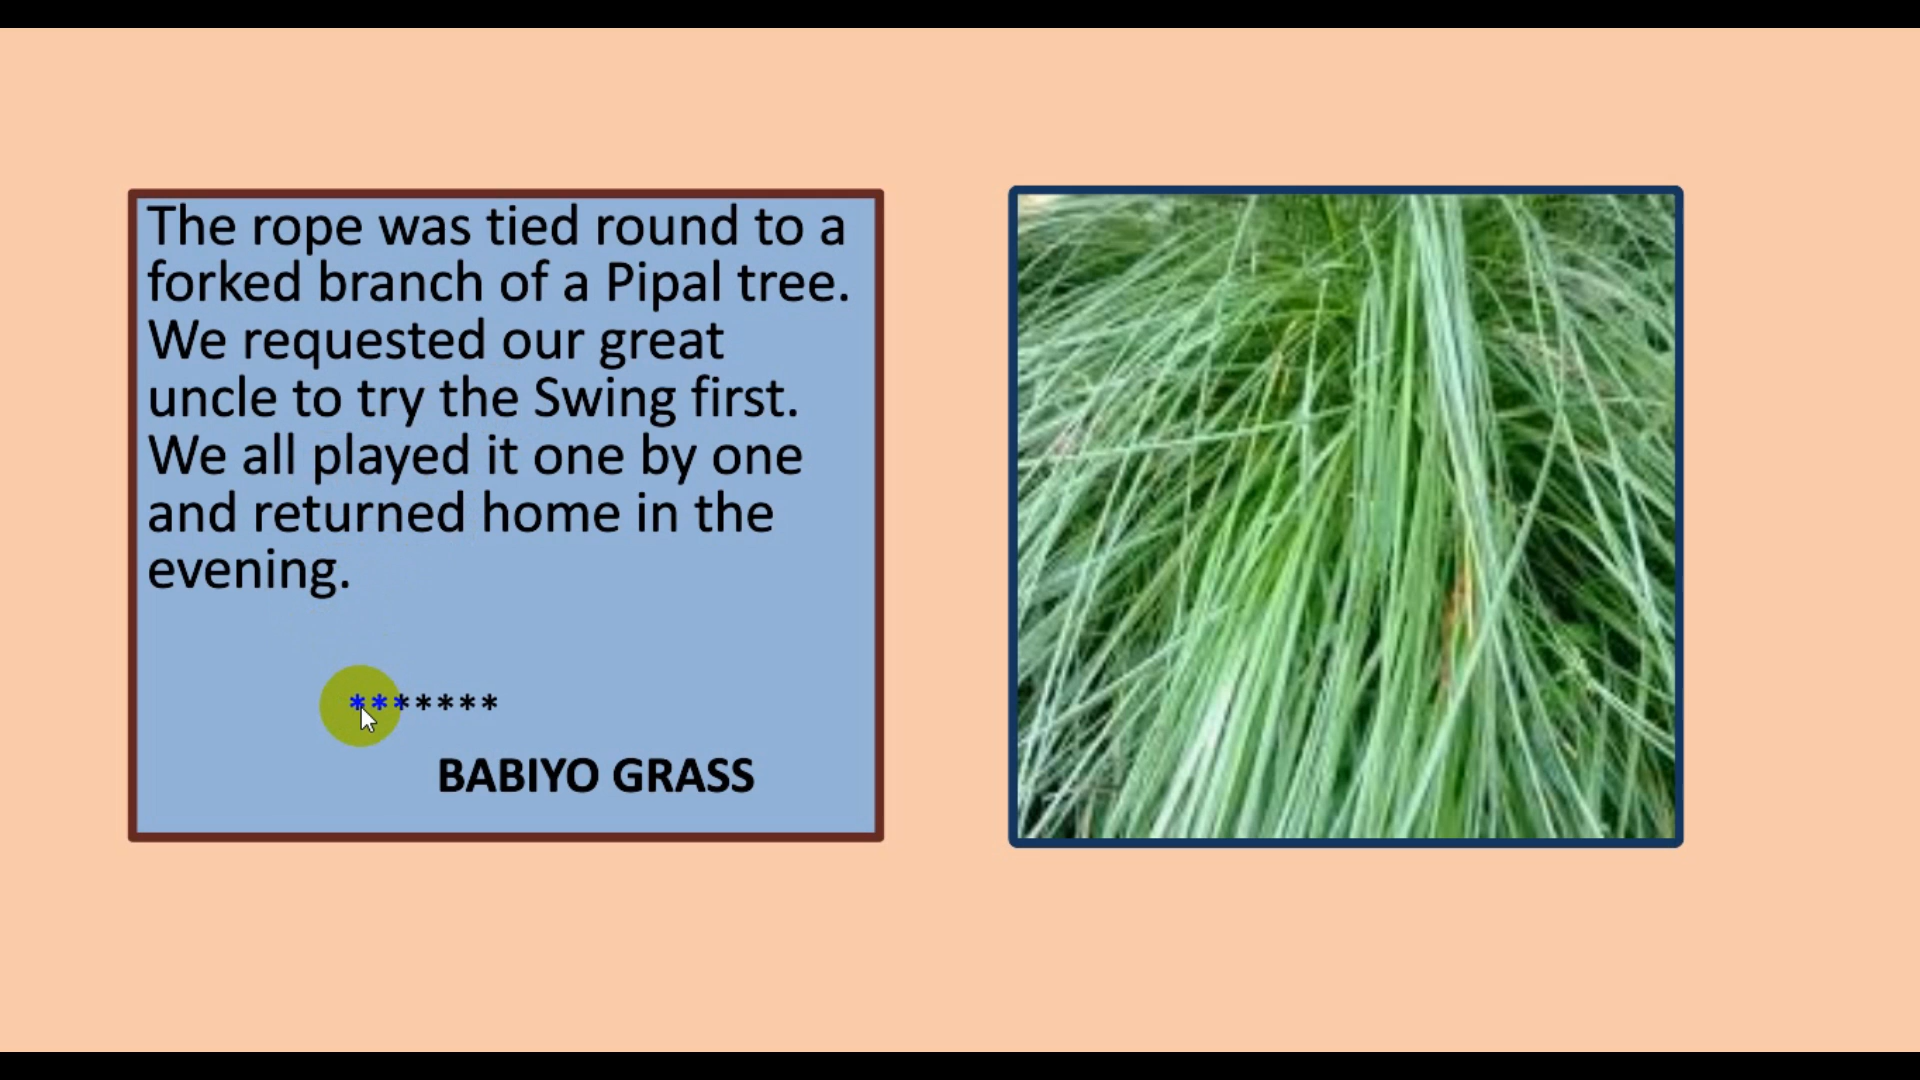 The rope was tied round to a
forked branch of a Pipal tree.
We requested our great
uncle to try the Swing first.
We all played it one by one
and returned home in the
evening.
*******
BABIYO GRASS